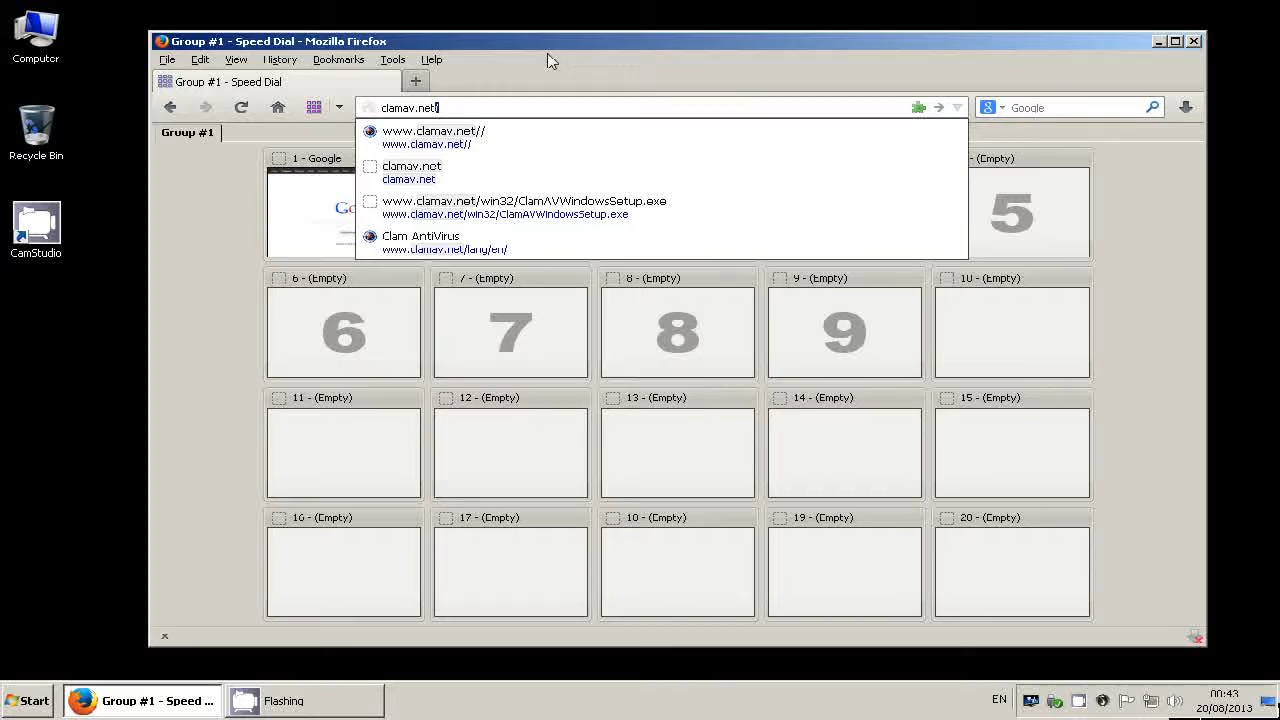 Computer
Recycle Bin
CamStudio
Group #1 - Speed Dial - Mozilla Firefox
File Edit View History Bookmarks Tools Help
Group #1 - Speed Dial
clamav.net/
Google
Group #1
www.clamav.net//
www.clamav.net//
clamav.net
clamav.net
www.clamav.net/win32/ClamAVWindowsSetup.exe
www.clamav.net/win32/ClamAVWindowsSetup.exe
Clam AntiVirus
www.clamav.net/lang/en/
1 - Google
- (Empty)
Go
5
6 - (Empty) 7 - (Empty) 8 - (Empty) 9 - (Empty) 10 - (Empty)
6 7 8 9
11 - (Empty) 12 - (Empty) 13 - (Empty) 14 - (Empty) 15 - (Empty)
16 - (Empty) 17 - (Empty) 18 - (Empty) 19 - (Empty) 20 - (Empty)
Start
Group #1 - Speed ...
Flashing
EN
00:43
20/08/2013